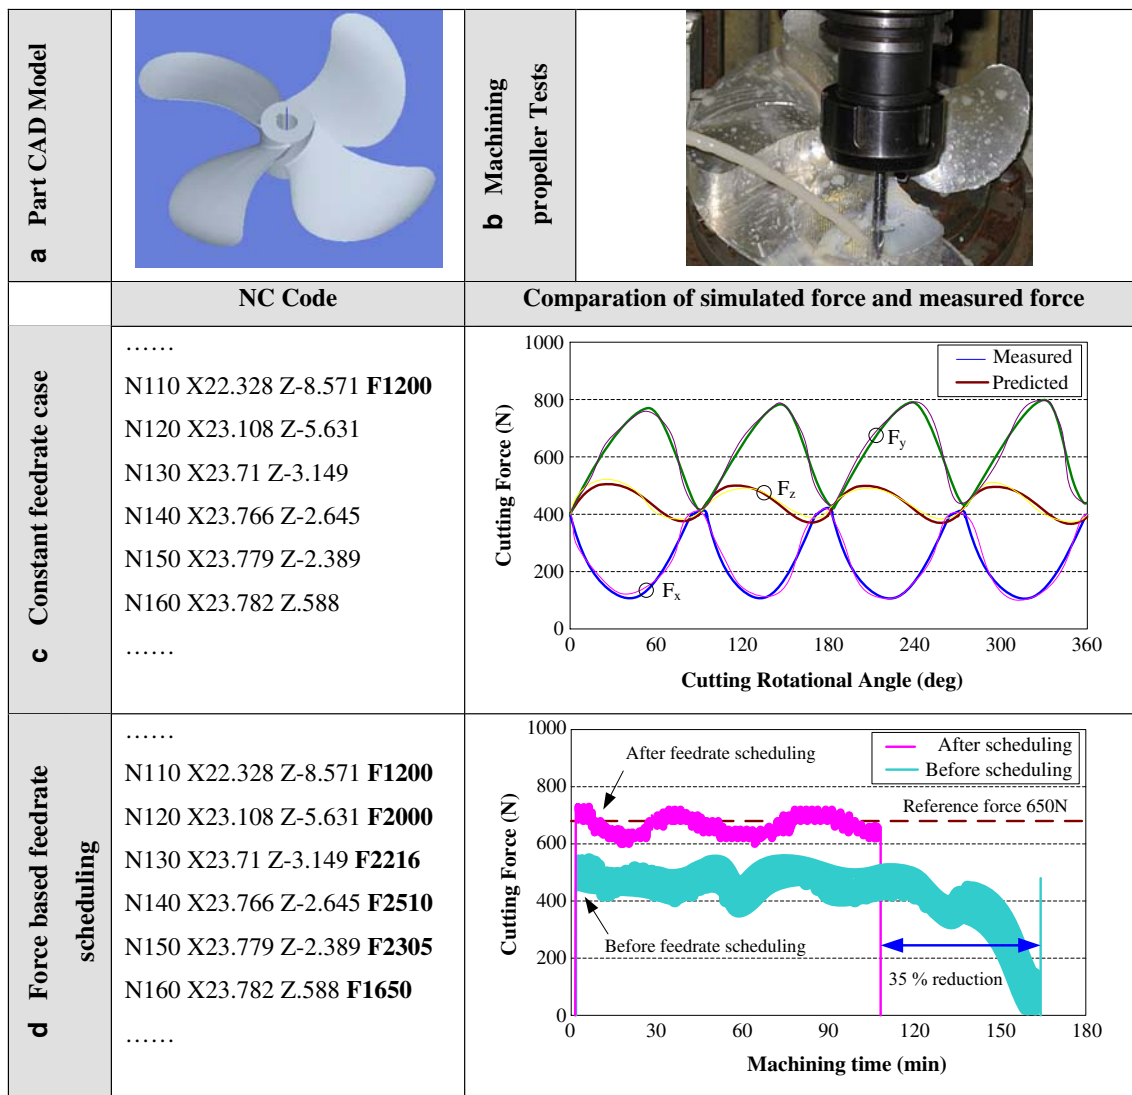 a Part CAD Model
b Machining
propeller Tests
NC Code
Comparation of simulated force and measured force
c Constant feedrate case
……
N110 X22.328 Z-8.571 F1200
N120 X23.108 Z-5.631
N130 X23.71 Z-3.149
N140 X23.766 Z-2.645
N150 X23.779 Z-2.389
N160 X23.782 Z.588
……
1000
800
600
400
200
0
Cutting Force (N)
Measured
Predicted
Fy
Fz
Fx
0 60 120 180 240 300 360
Cutting Rotational Angle (deg)
d Force based feedrate
scheduling
……
N110 X22.328 Z-8.571 F1200
N120 X23.108 Z-5.631 F2000
N130 X23.71 Z-3.149 F2216
N140 X23.766 Z-2.645 F2510
N150 X23.779 Z-2.389 F2305
N160 X23.782 Z.588 F1650
……
1000
800
600
400
200
0
Cutting Force (N)
After feedrate scheduling
After scheduling
Before scheduling
Reference force 650N
Before feedrate scheduling
35 % reduction
0 30 60 90 120 150 180
Machining time (min)